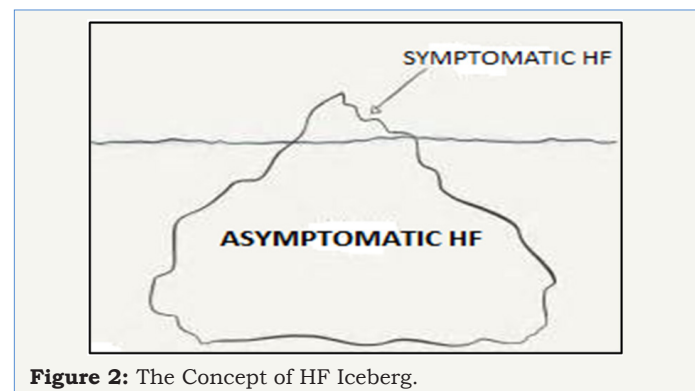 SYMPTOMATIC HF
ASYMPTOMATIC HF
Figure 2: The Concept of HF Iceberg.